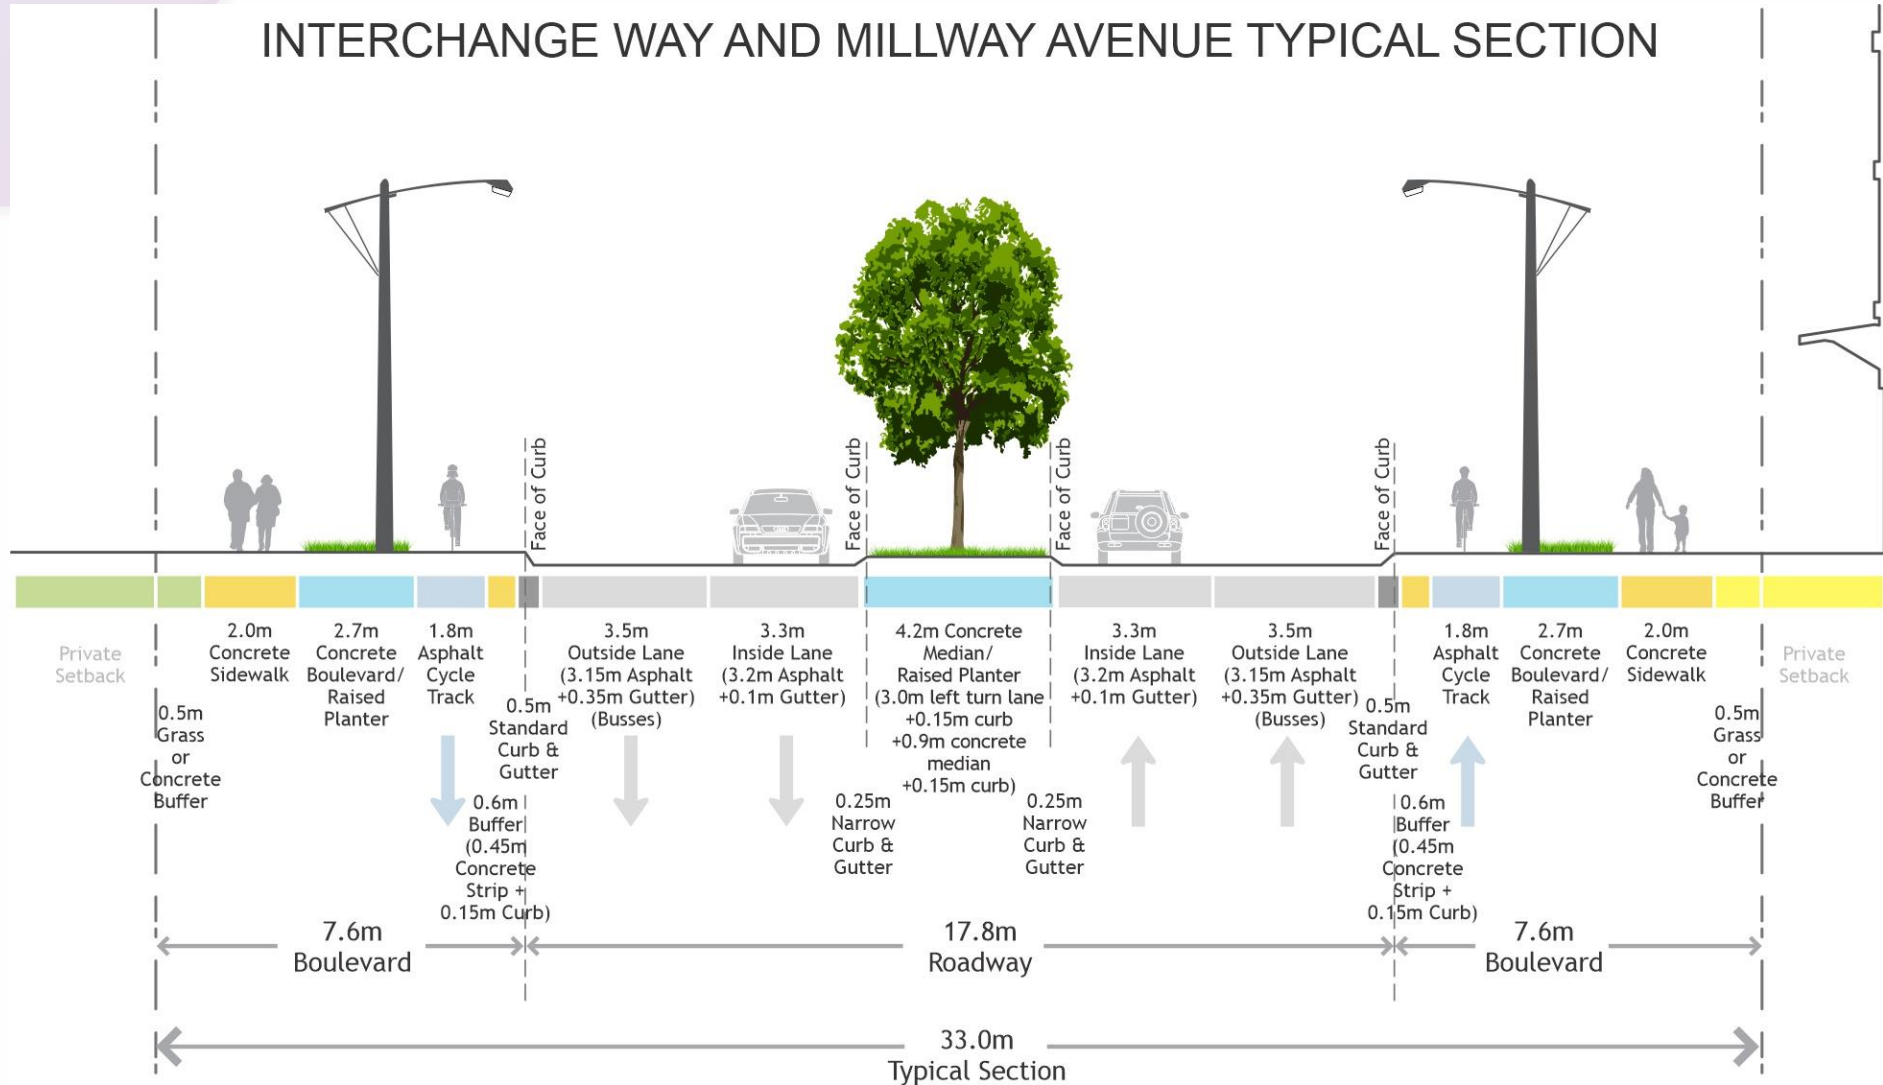 INTERCHANGE WAY AND MILLWAY AVENUE TYPICAL SECTION
Face of Curb
Face of Curb
Face of Curb
Face of Curb
Private
Setback
0.5m
Grass
or
Concrete
Buffer
2.0m
Concrete
Sidewalk
2.7m
Concrete
Boulevard/
Raised
Planter
1.8m
Asphalt
Cycle
Track
0.6m
Buffer
(0.45m
Concrete
Strip +
0.15m Curb)
0.5m
Standard
Curb &
Gutter
3.5m
Outside Lane
(3.15m Asphalt
+0.35m Gutter)
(Busses)
3.3m
Inside Lane
(3.2m Asphalt
+0.1m Gutter)
0.25m
Narrow
Curb &
Gutter
4.2m Concrete
Median/
Raised Planter
(3.0m left turn lane
+0.15m curb
+0.9m concrete
median
+0.15m curb)
0.25m
Narrow
Curb &
Gutter
3.3m
Inside Lane
(3.2m Asphalt
+0.1m Gutter)
3.5m
Outside Lane
(3.15m Asphalt
+0.35m Gutter)
(Busses)
0.5m
Standard
Curb &
Gutter
0.6m
Buffer
(0.45m
Concrete
Strip +
0.15m Curb)
1.8m
Asphalt
Cycle
Track
2.7m
Concrete
Boulevard/
Raised
Planter
2.0m
Concrete
Sidewalk
0.5m
Grass
or
Concrete
Buffer
Private
Setback
7.6m
Boulevard
17.8m
Roadway
7.6m
Boulevard
33.0m
Typical Section